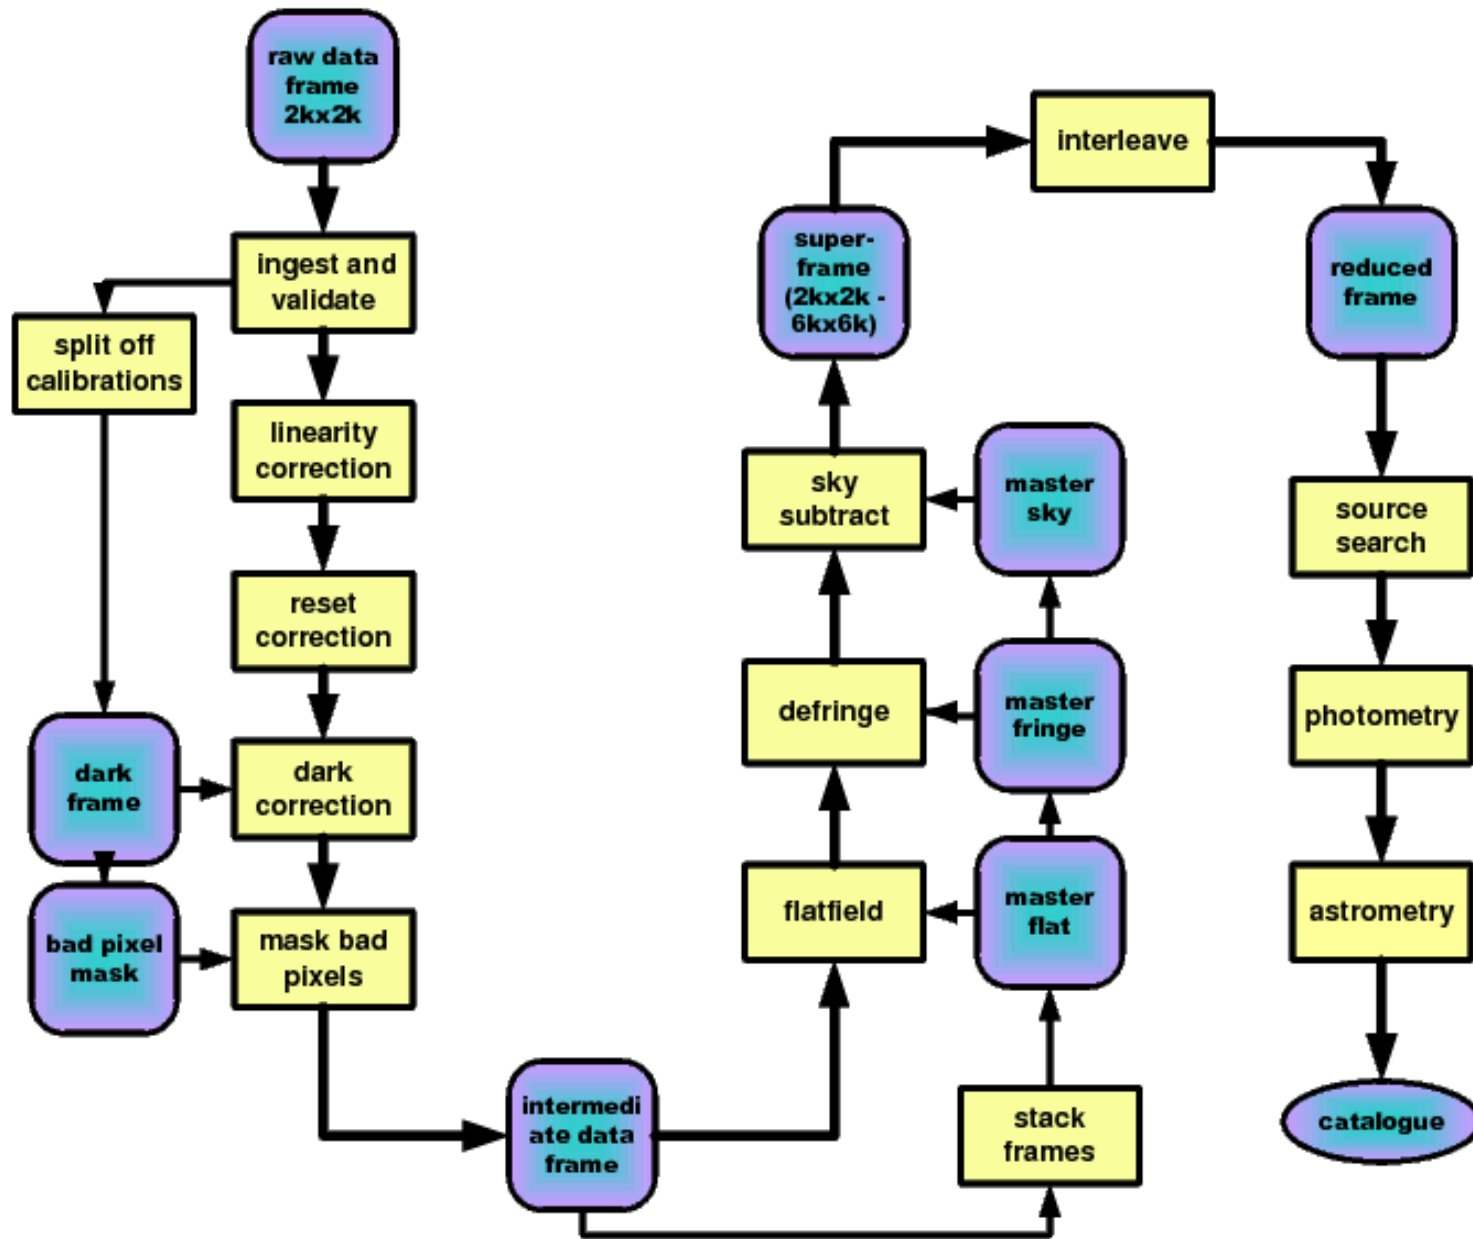 raw data
frame
2kx2k
ingest and
validate
split off
calibrations
linearity
correction
reset
correction
dark
frame
dark
correction
bad pixel
mask
mask bad
pixels
intermedi
ate data
frame
stack
frames
master
flat
flatfield
master
fringe
defringe
master
sky
sky
subtract
super-
frame
(2kx2k -
6kx6k)
interleave
reduced
frame
source
search
photometry
astrometry
catalogue